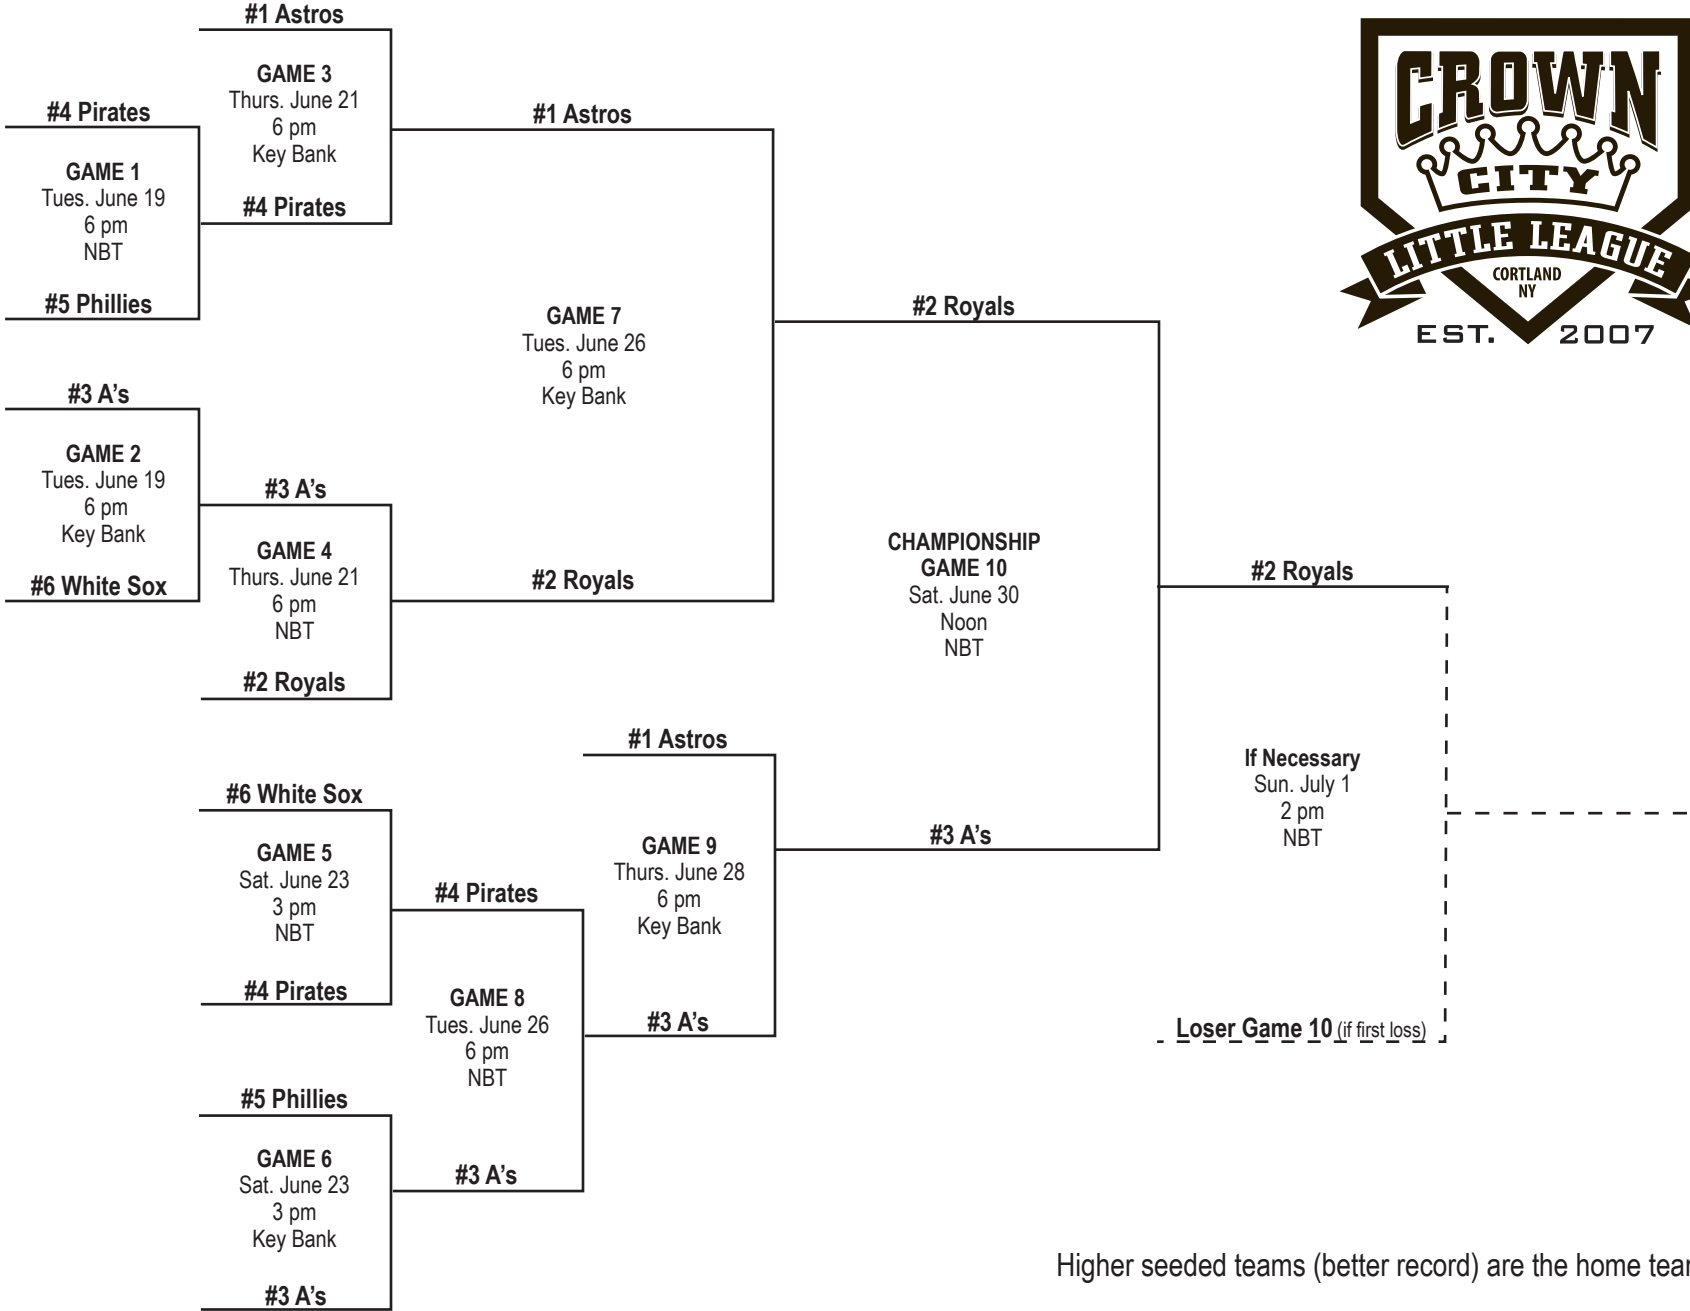 #1 Astros
GAME 3
Thurs. June 21
6 pm
Key Bank
#4 Pirates
#4 Pirates
GAME 1
Tues. June 19
6 pm
NBT
#5 Phillies
#1 Astros
#3 A’s
GAME 2
Tues. June 19
6 pm
Key Bank
#6 White Sox
#3 A’s
GAME 4
Thurs. June 21
6 pm
NBT
#2 Royals
GAME 7
Tues. June 26
6 pm
Key Bank
#2 Royals
#2 Royals
CHAMPIONSHIP
GAME 10
Sat. June 30
Noon
NBT
#3 A’s
#6 White Sox
GAME 5
Sat. June 23
3 pm
NBT
#4 Pirates
#5 Phillies
GAME 6
Sat. June 23
3 pm
Key Bank
#3 A’s
#4 Pirates
GAME 8
Tues. June 26
6 pm
NBT
#3 A’s
#1 Astros
GAME 9
Thurs. June 28
6 pm
Key Bank
#3 A’s
#2 Royals
If Necessary
Sun. July 1
2 pm
NBT
Loser Game 10 (if first loss)
CROWN
CITY
LITTLE LEAGUE
CORTLAND
NY
EST. 2007
Higher seeded teams (better record) are the home